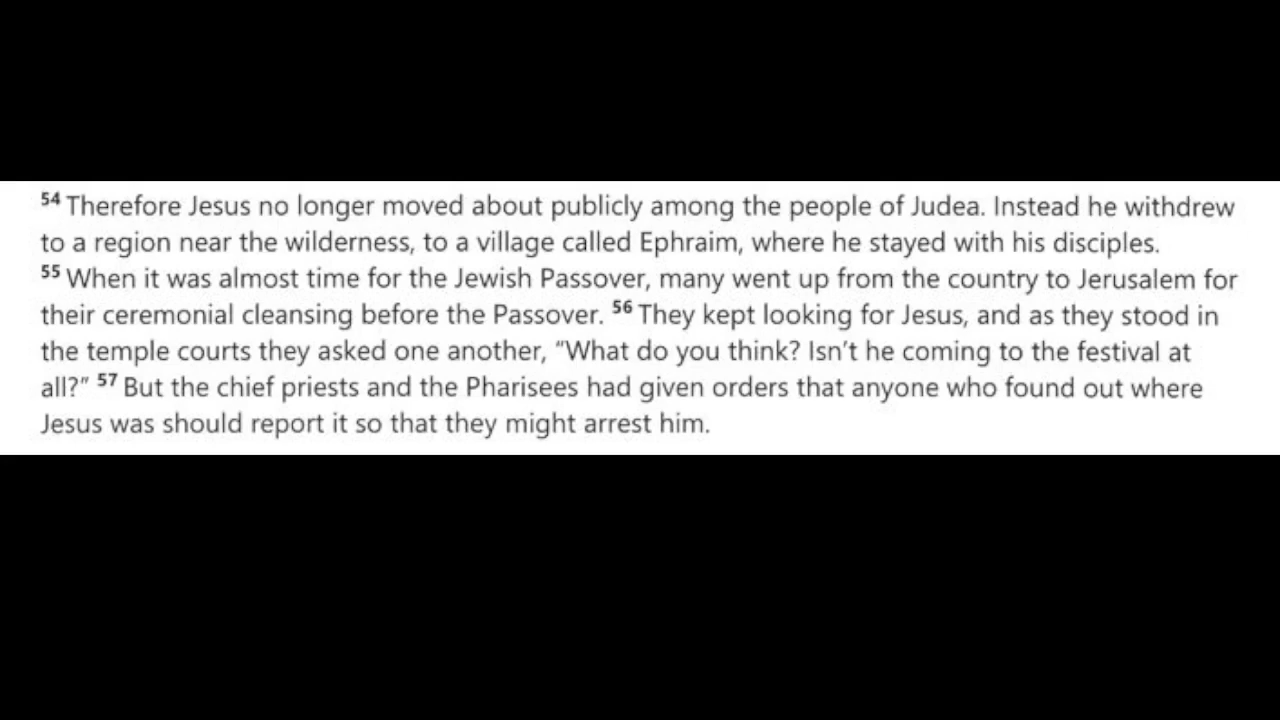 54 Therefore Jesus no longer moved about publicly among the people of Judea. Instead he withdrew
to a region near the wilderness, to a village called Ephraim, where he stayed with his disciples.
55 When it was almost time for the Jewish Passover, many went up from the country to Jerusalem for
their ceremonial cleansing before the Passover. 56 They kept looking for Jesus, and as they stood in
the temple courts they asked one another, “What do you think? Isn’t he coming to the festival at
all?” 57 But the chief priests and the Pharisees had given orders that anyone who found out where
Jesus was should report it so that they might arrest him.